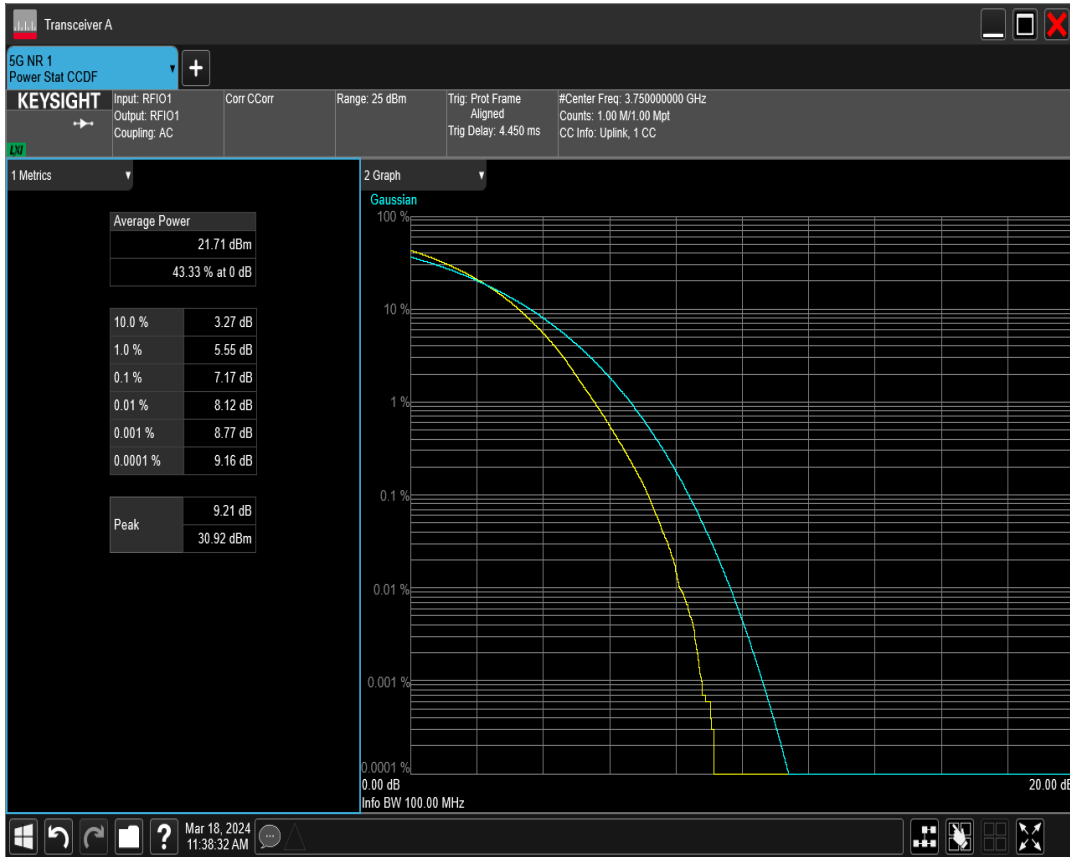 Transceiver A
5G NR 1
Power Stat CCDF
+
KEYSIGHT
LXI
Input: RFIO1
Output: RFIO1
Coupling: AC
Corr CCorr
Range: 25 dBm
Trig: Prot Frame
Aligned
Trig Delay: 4.450 ms
#Center Freq: 3.750000000 GHz
Counts: 1.00 M/1.00 Mpt
CC Info: Uplink, 1 CC
1 Metrics
Average Power
21.71 dBm
43.33 % at 0 dB
10.0 % 3.27 dB
1.0 % 5.55 dB
0.1 % 7.17 dB
0.01 % 8.12 dB
0.001 % 8.77 dB
0.0001 % 9.16 dB
Peak
9.21 dB
30.92 dBm
2 Graph
Gaussian
100 %
10 %
1 %
0.1 %
0.01 %
0.001 %
0.0001 %
0.00 dB 20.00 dB
Info BW 100.00 MHz
?
Mar 18, 2024
11:38:32 AM